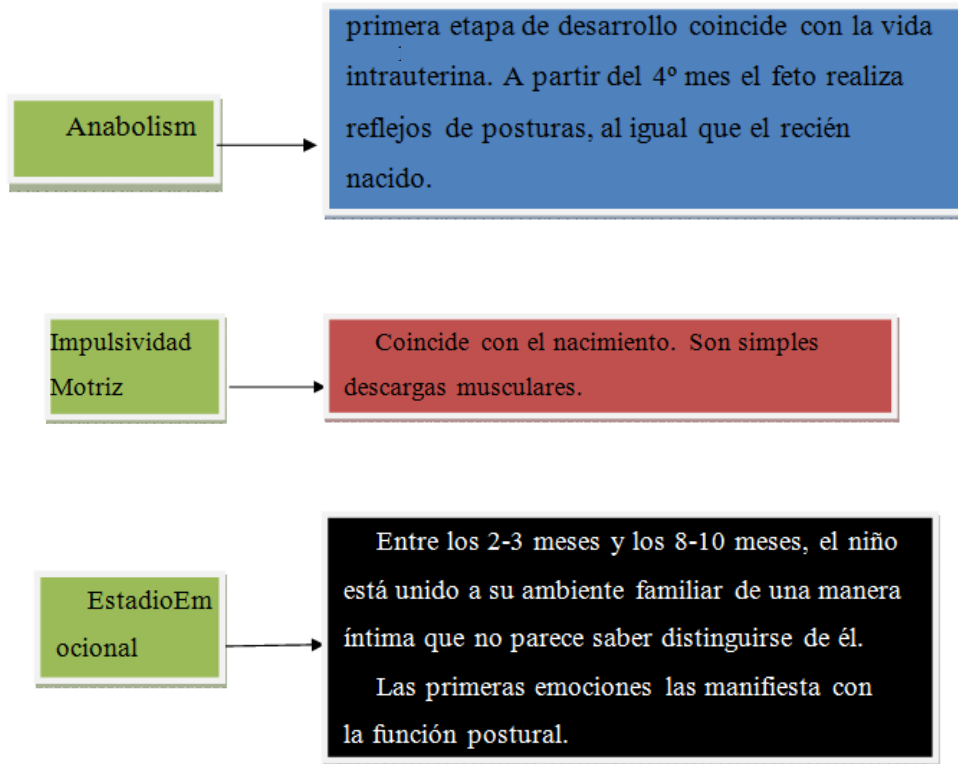 Anabolism
primera etapa de desarrollo coincide con la vida
intrauterina. A partir del 4º mes el feto realiza
reflejos de posturas, al igual que el recién
nacido.
Impulsividad
Motriz
Coincide con el nacimiento. Son simples
descargas musculares.
EstadioEm
ocional
Entre los 2-3 meses y los 8-10 meses, el niño
está unido a su ambiente familiar de una manera
íntima que no parece saber distinguirse de él.
Las primeras emociones las manifiesta con
la función postural.